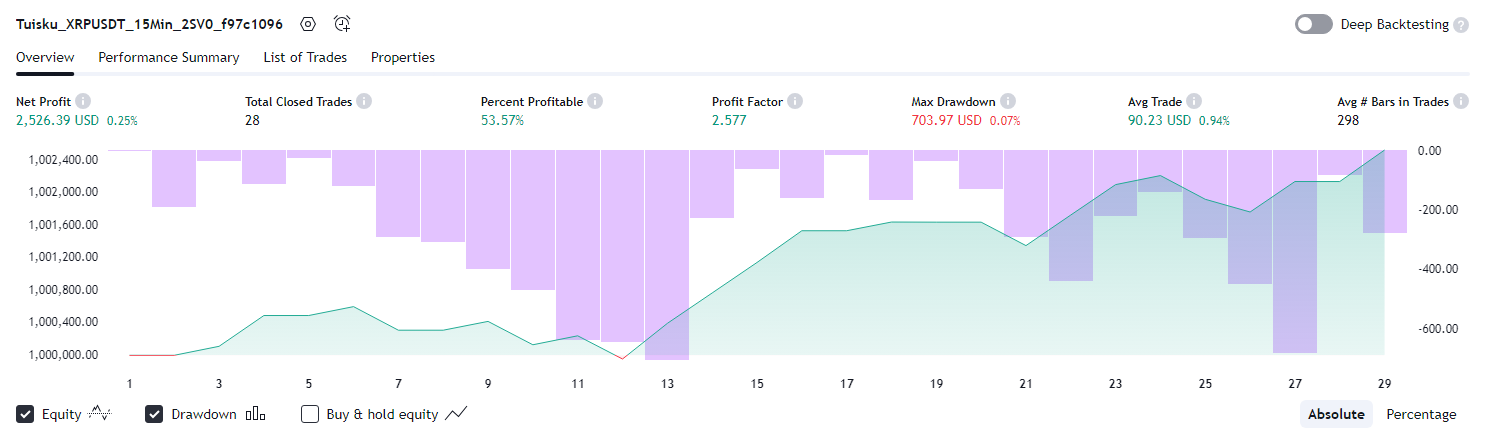 Tuisku_XRPUSDT_15Min_2SV0_f97c1096
Deep Backtesting ?
Overview Performance Summary List of Trades Properties
Net Profit i Total Closed Trades i Percent Profitable i Profit Factor i Max Drawdown i Avg Trade i Avg # Bars in Trades i
2,526.39 USD 0.25% 28 53.57% 2.577 703.97 USD 0.07% 90.23 USD 0.94% 298
1,002,400.00 0.00
1,002,000.00
1,001,600.00 -200.00
1,001,200.00
1,000,800.00 -400.00
1,000,400.00 -600.00
1,000,000.00
1 3 5 7 9 11 13 15 17 19 21 23 25 27 29
Equity Drawdown Buy & hold equity Absolute Percentage